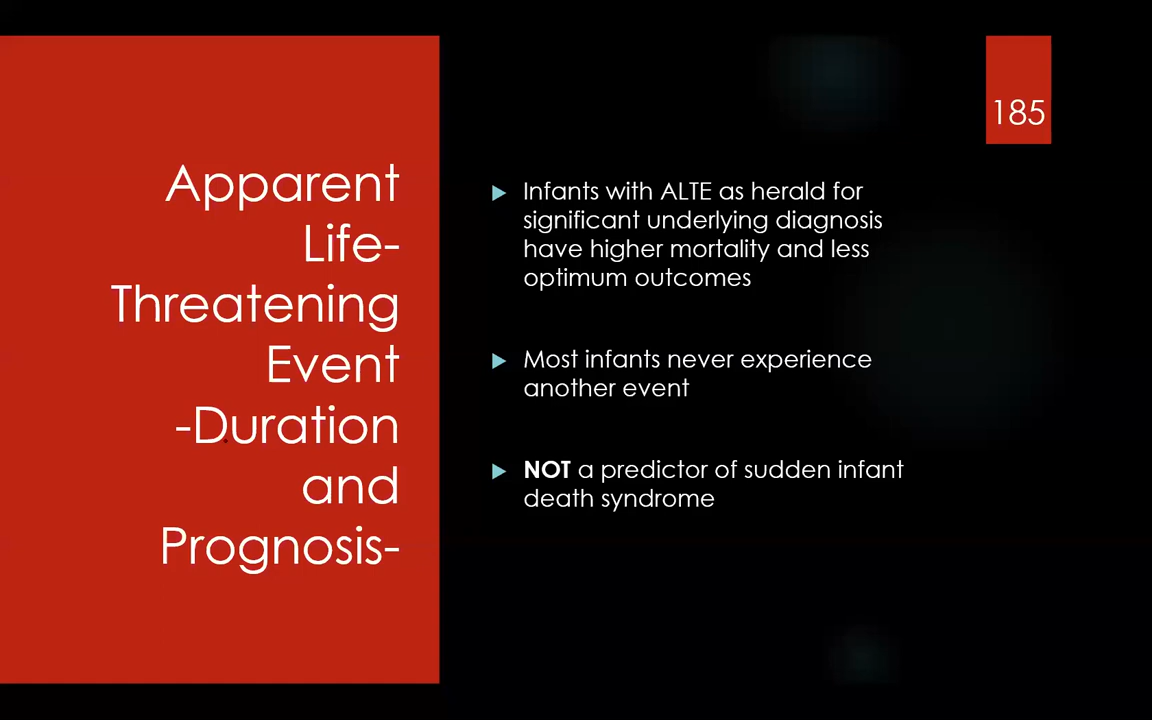 Apparent
Life-
Threatening
Event
-Duration
and
Prognosis-
185
Infants with ALTE as herald for
significant underlying diagnosis
have higher mortality and less
optimum outcomes
Most infants never experience
another event
NOT a predictor of sudden infant
death syndrome